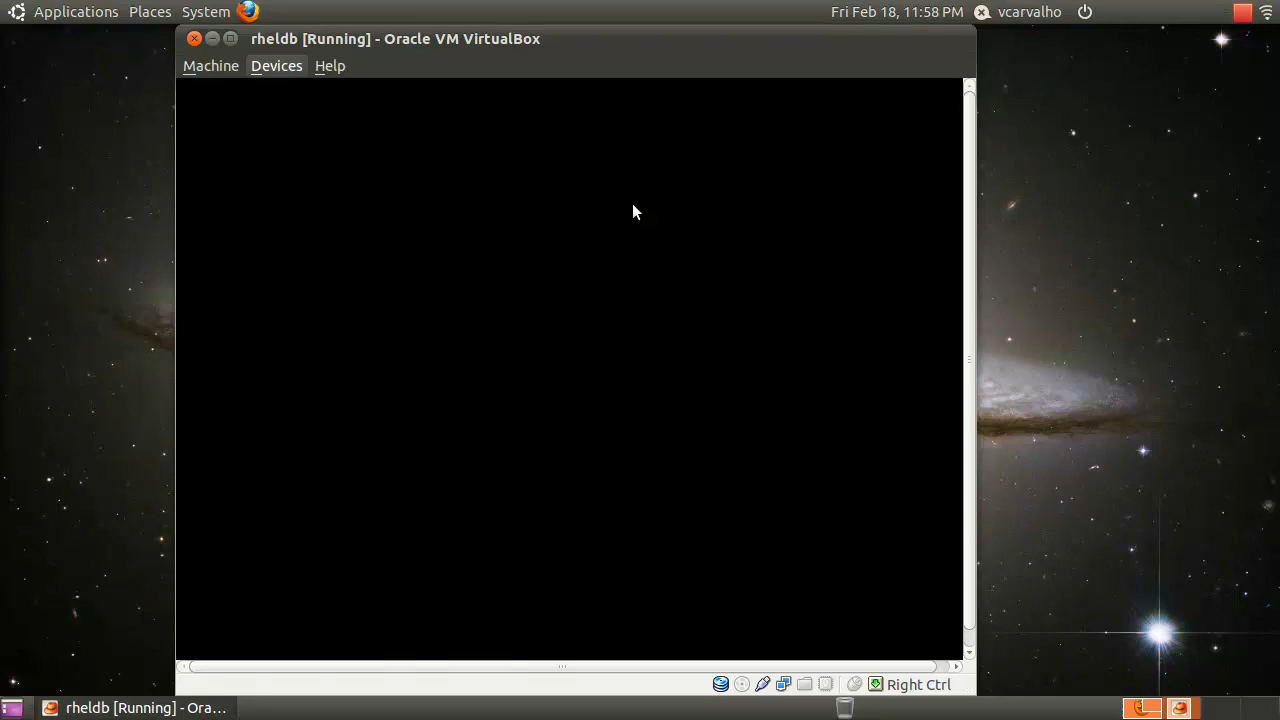 Applications Places System
Fri Feb 18, 11:58 PM vcarvalho
rheldb [Running] - Oracle VM VirtualBox
Machine Devices Help
Right Ctrl
rheldb [Running] - Ora...